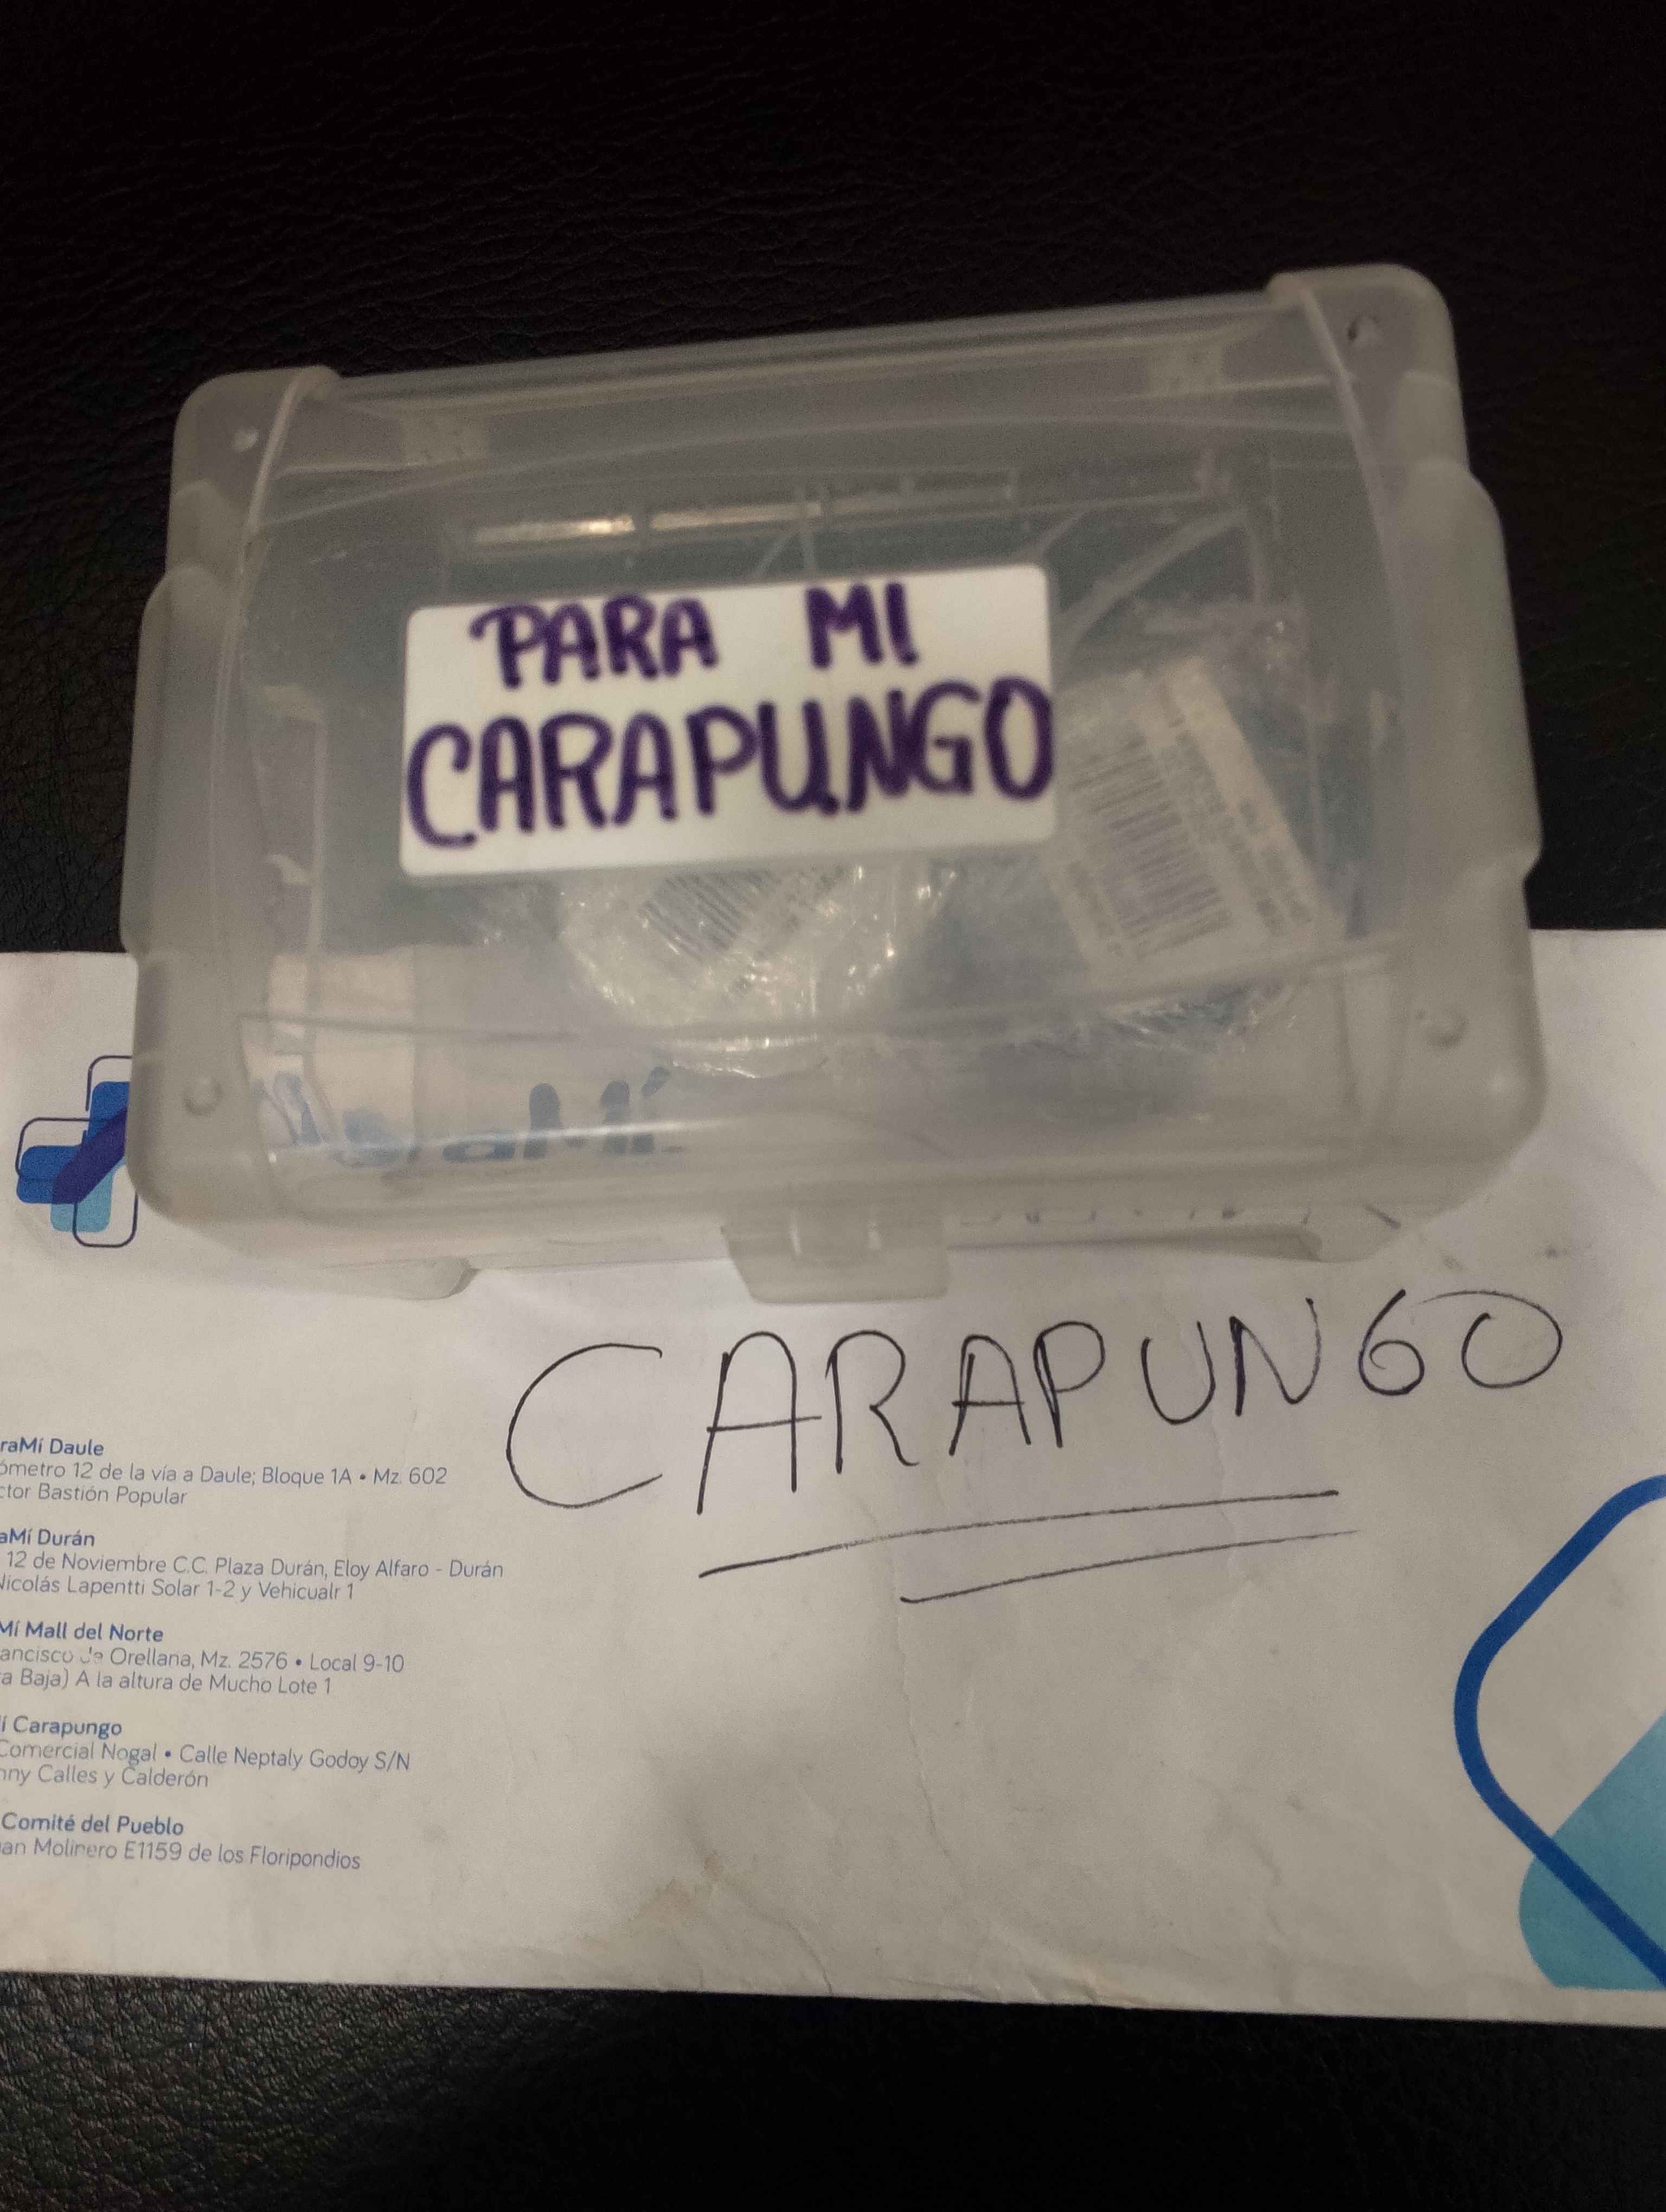 PARA MI
CARAPUNGO
CARAPUNGO
raMí Daule
ómetro 12 de la vía a Daule; Bloque 1A • Mz. 602
ctor Bastión Popular
aMí Durán
12 de Noviembre C.C. Plaza Durán, Eloy Alfaro - Durán
Nicolás Lapentti Solar 1-2 y Vehicualr 1
Mí Mall del Norte
ancisco de Orellana, Mz. 2576 • Local 9-10
a Baja) A la altura de Mucho Lote 1
í Carapungo
Comercial Nogal • Calle Neptaly Godoy S/N
nny Calles y Calderón
Comité del Pueblo
uan Molinero E1159 de los Floripondios